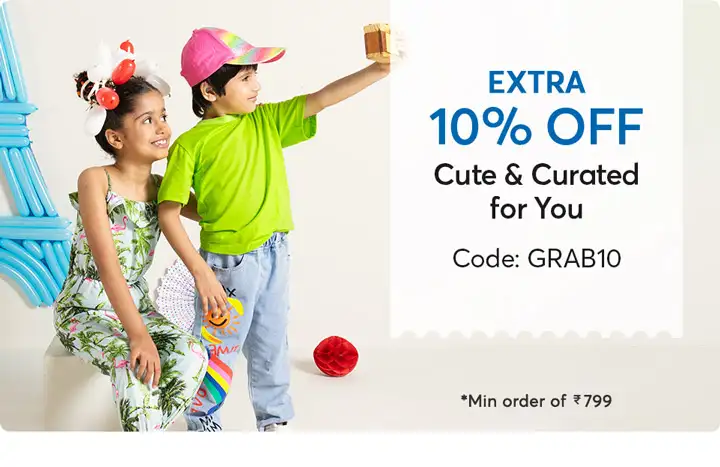 EXTRA
10% OFF
Cute & Curated
for You
Code: GRAB10
*Min order of ₹799